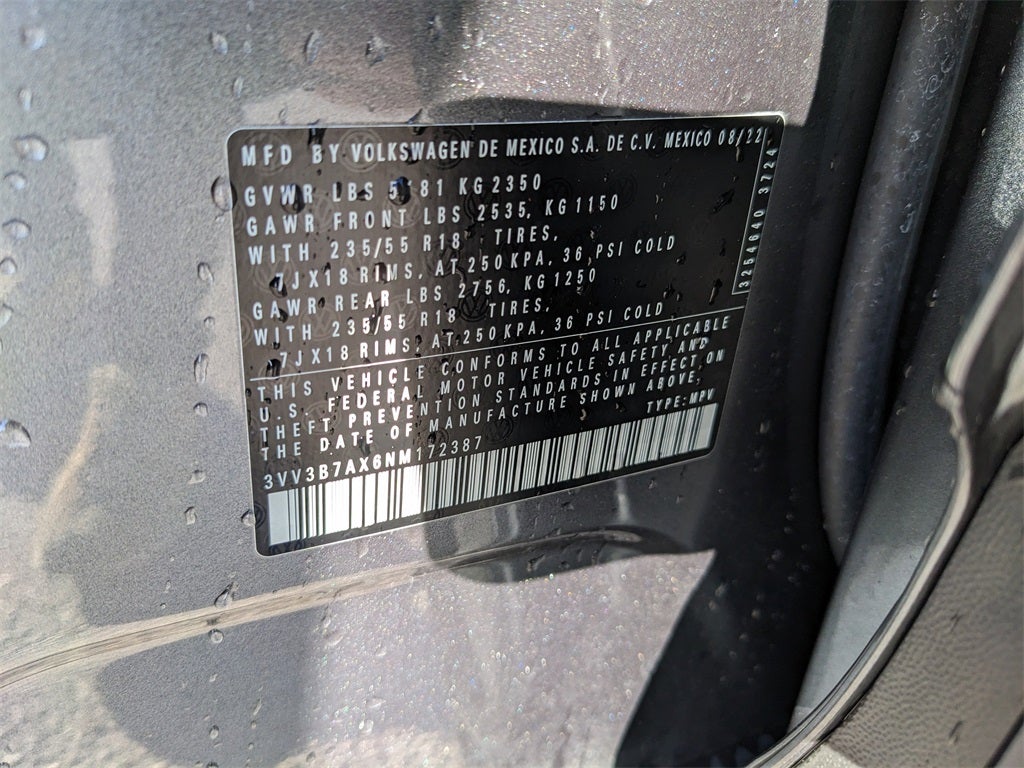 MFD BY VOLKSWAGEN DE MEXICO S.A. DE C.V. MEXICO 08/22
GVWR LBS 5181 KG 2350
GAWR FRONT LBS 2535, KG 1150
WITH 235/55 R18 TIRES,
7JX18 RIMS, AT 250 KPA, 36 PSI COLD
GAWR REAR LBS 2756, KG 1250
WITH 235/55 R18 TIRES,
7JX18 RIMS, AT 250 KPA, 36 PSI COLD
3254640 3724
THIS VEHICLE CONFORMS TO ALL APPLICABLE
U.S. FEDERAL MOTOR VEHICLE SAFETY AND
THEFT PREVENTION STANDARDS IN EFFECT ON
THE DATE OF MANUFACTURE SHOWN ABOVE,
3VV3B7AX6NM172387 TYPE: MPV